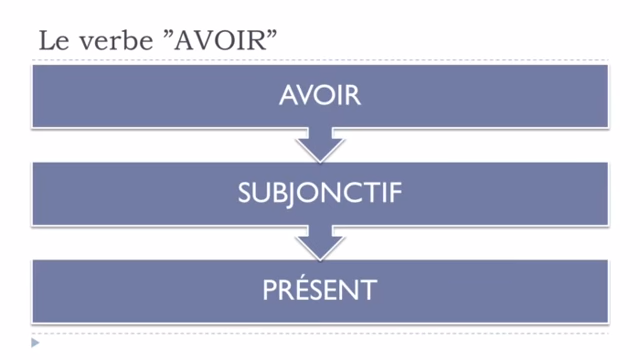 Le verbe ”AVOIR”
AVOIR
SUBJONCTIF
PRÉSENT